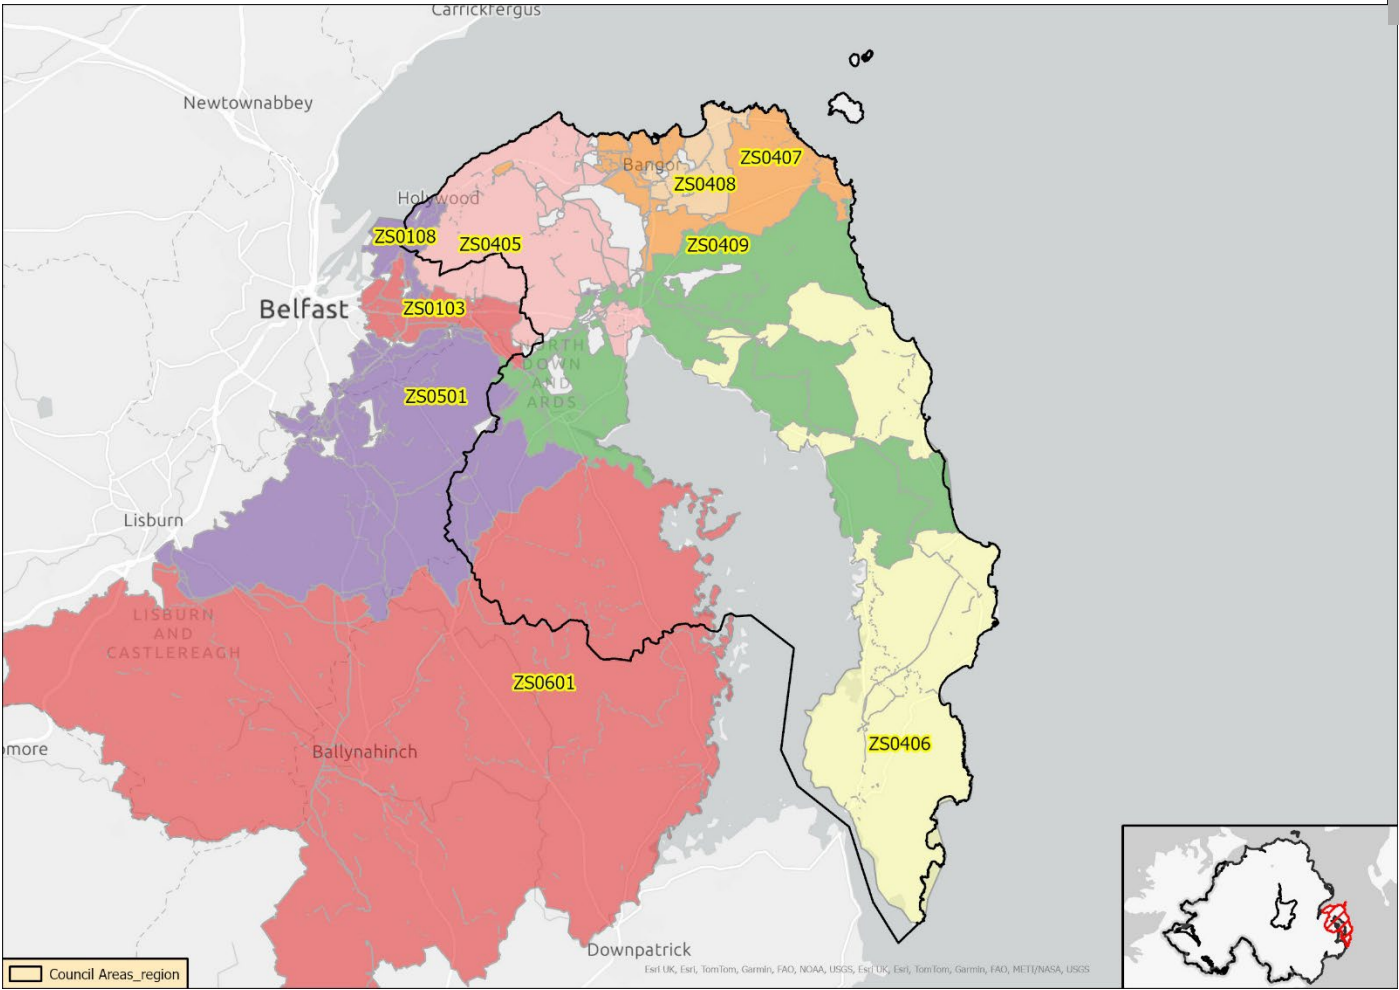 Carrickfergus
Newtownabbey
Bangor
ZS0407
ZS0408
Holywood
ZS0108
ZS0405
ZS0409
Belfast
ZS0103
NORTH
DOWN
AND
ARDS
ZS0501
Lisburn
LISBURN
AND
CASTLEREAGH
ZS0601
omore
Ballynahinch
ZS0406
Downpatrick
Esri UK, Esri, TomTom, Garmin, FAO, NOAA, USGS, Esri UK, Esri, TomTom, Garmin, FAO, METI/NASA, USGS
Council Areas_region